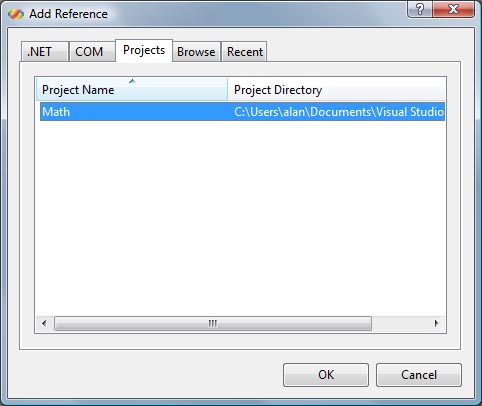 Add Reference
.NET COM Projects Browse Recent
Project Name Project Directory
Math C:\Users\alan\Documents\Visual Studio
OK Cancel